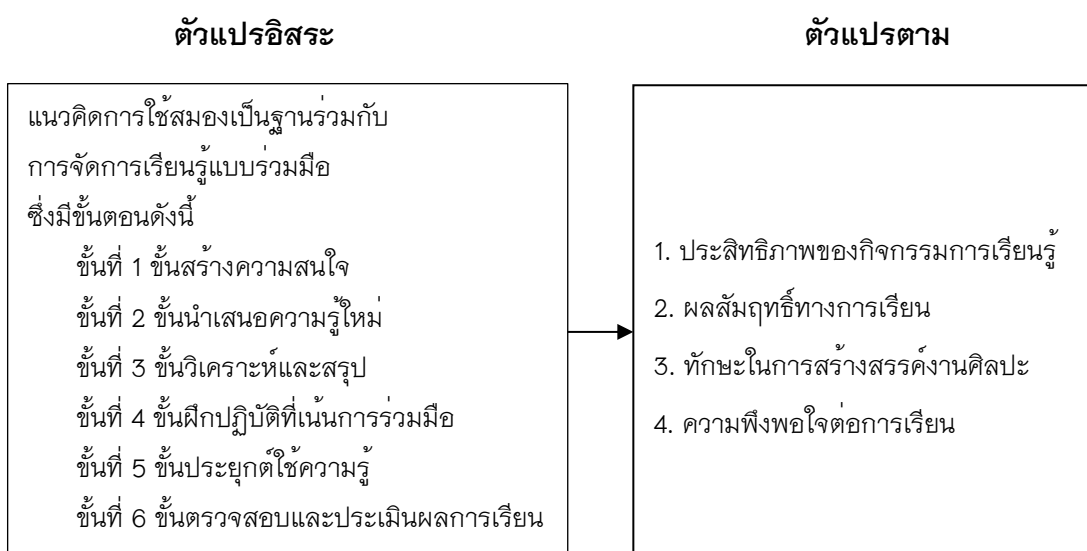 ตัวแปรอิสระ
ตัวแปรตาม
แนวคิดการใช้สมองเป็นฐานร่วมกับ
การจัดการเรียนรู้แบบร่วมมือ
ซึ่งมีขั้นตอนดังนี้
ขั้นที่ 1 ขั้นสร้างความสนใจ
ขั้นที่ 2 ขั้นนำเสนอความรู้ใหม่
ขั้นที่ 3 ขั้นวิเคราะห์และสรุป
ขั้นที่ 4 ขั้นฝึกปฏิบัติที่เน้นการร่วมมือ
ขั้นที่ 5 ขั้นประยุกต์ใช้ความรู้
ขั้นที่ 6 ขั้นตรวจสอบและประเมินผลการเรียน
1. ประสิทธิภาพของกิจกรรมการเรียนรู้
2. ผลสัมฤทธิ์ทางการเรียน
3. ทักษะในการสร้างสรรค์งานศิลปะ
4. ความพึงพอใจต่อการเรียน